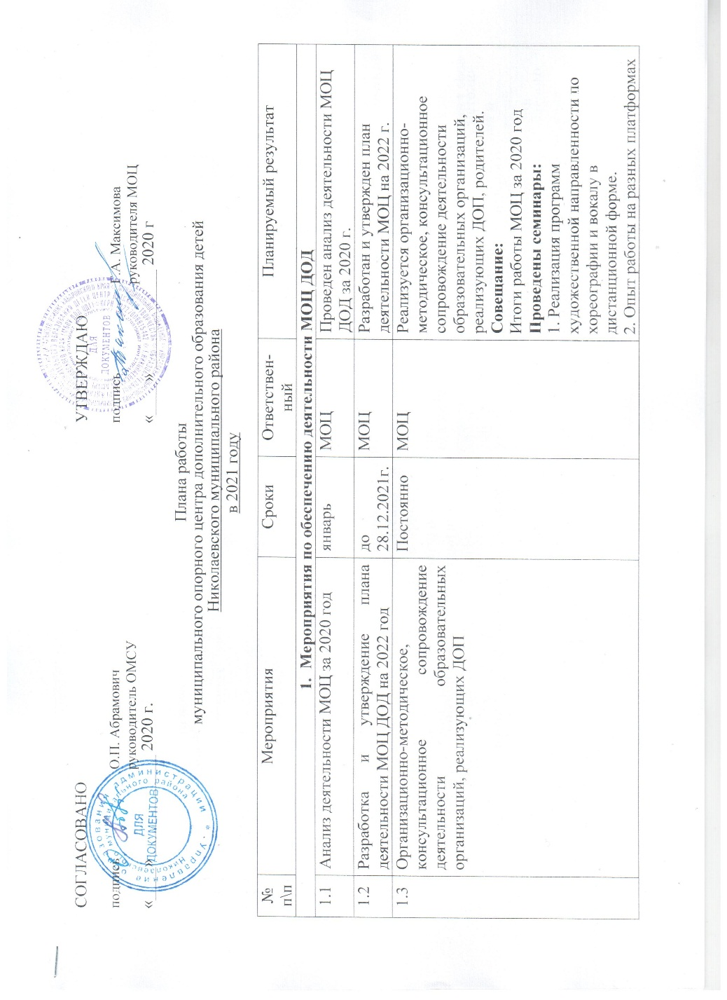 СОГЛАСОВАНО
подпись О.П. Абрамович
руководитель ОМСУ
« » 2020 г.
УТВЕРЖДАЮ
подпись Г.А. Максимова
руководителя МОЦ
« » 2020 г
ДЛЯ
ДОКУМЕНТОВ
ДЛЯ
ДОКУМЕНТОВ
Плана работы
муниципального опорного центра дополнительного образования детей
Николаевского муниципального района
в 2021 году
№
п\п
Мероприятия
Сроки
Ответствен-
ный
Планируемый результат
1. Мероприятия по обеспечению деятельности МОЦ ДОД
1.1
Анализ деятельности МОЦ за 2020 год
январь
МОЦ
Проведен анализ деятельности МОЦ
ДОД за 2020 г.
1.2
Разработка и утверждение плана
деятельности МОЦ ДОД на 2022 год
до
28.12.2021г.
МОЦ
Разработан и утвержден план
деятельности МОЦ на 2022 г.
1.3
Организационно-методическое,
консультационное сопровождение
деятельности образовательных
организаций, реализующих ДОП
Постоянно
МОЦ
Реализуется организационно-
методическое, консультационное
сопровождение деятельности
образовательных организаций,
реализующих ДОП, родителей.
Совещание:
Итоги работы МОЦ за 2020 год
Проведены семинары:
1. Реализация программ
художественной направленности по
хореографии и вокалу в
дистанционной форме.
2. Опыт работы на разных платформах